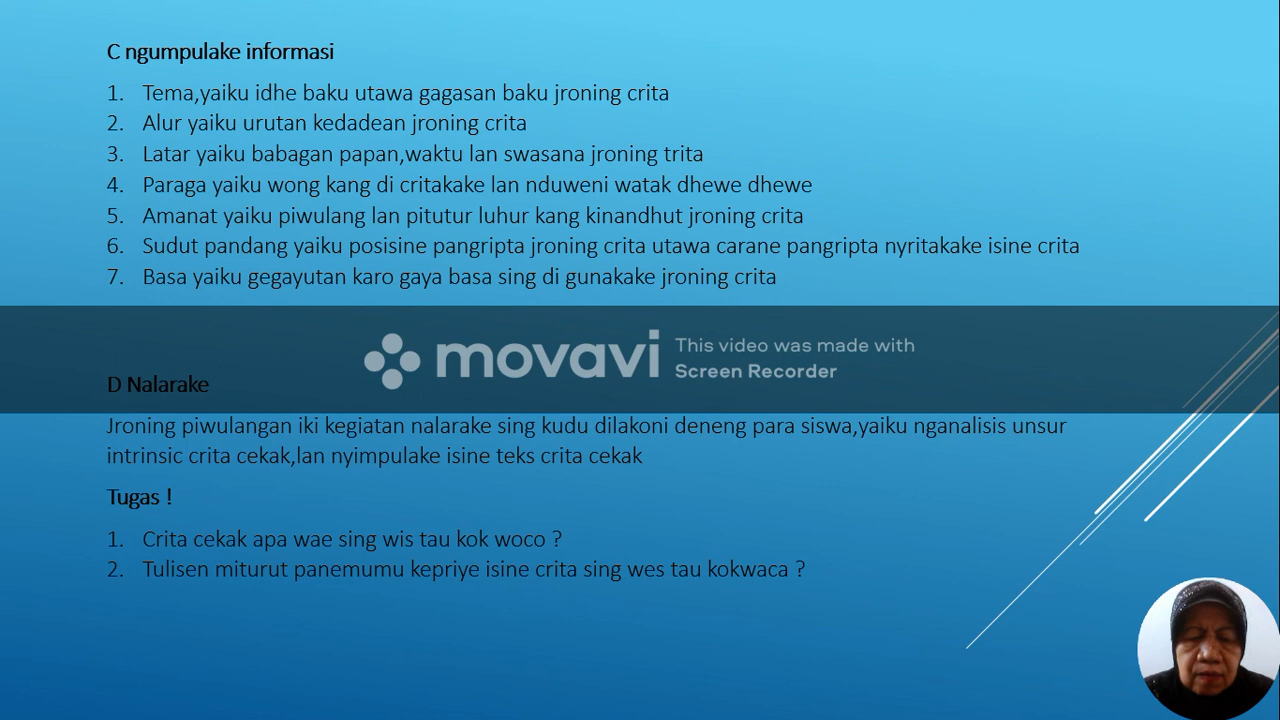 C ngumpulake informasi
1. Tema,yaiku idhe baku utawa gagasan baku jroning crita
2. Alur yaiku urutan kedadean jroning crita
3. Latar yaiku babagan papan,waktu lan swasana jroning trita
4. Paraga yaiku wong kang di critakake lan nduweni watak dhewe dhewe
5. Amanat yaiku piwulang lan pitutur luhur kang kinandhut jroning crita
6. Sudut pandang yaiku posisine pangripta jroning crita utawa carane pangripta nyritakake isine crita
7. Basa yaiku gegayutan karo gaya basa sing di gunakake jroning crita
movavi
This video was made with
Screen Recorder
D Nalarake
Jroning piwulangan iki kegiatan nalarake sing kudu dilakoni deneng para siswa,yaiku nganalisis unsur
intrinsic crita cekak,lan nyimpulake isine teks crita cekak
Tugas !
1. Crita cekak apa wae sing wis tau kok woco ?
2. Tulisen miturut panemumu kepriye isine crita sing wes tau kokwaca ?